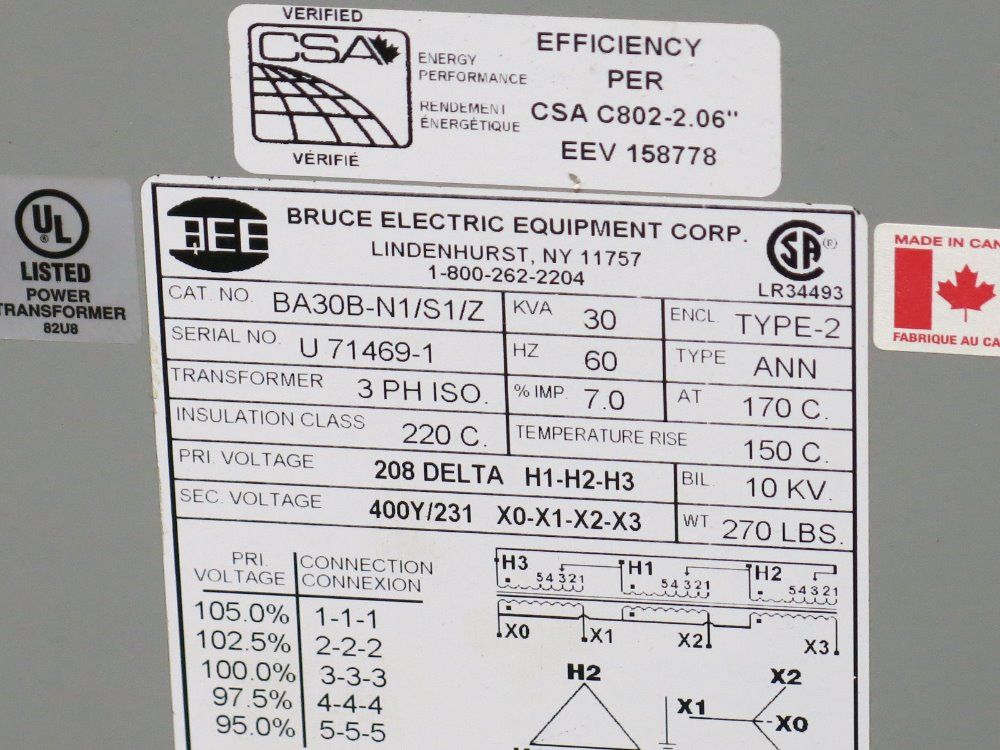 VERIFIED
CSA
ENERGY
PERFORMANCE
RENDEMENT
ÉNERGÉTIQUE
VÉRIFIÉ
EFFICIENCY
PER
CSA C802-2.06"
EEV 158778
UL
®
LISTED
POWER
TRANSFORMER
82U8
BRUCE ELECTRIC EQUIPMENT CORP.
LINDENHURST, NY 11757
1-800-262-2204
SA ®
LR34493
MADE IN CAN
FABRIQUE AU CA
CAT. NO. BA30B-N1/S1/Z KVA 30 ENCL TYPE-2
SERIAL NO. U 71469-1 HZ 60 TYPE ANN
TRANSFORMER 3 PH ISO. % IMP. 7.0 AT 170 C.
INSULATION CLASS 220 C. TEMPERATURE RISE 150 C.
PRI. VOLTAGE 208 DELTA H1-H2-H3 BIL 10 KV.
SEC. VOLTAGE 400Y/231 X0-X1-X2-X3 WT 270 LBS.
PRI. VOLTAGE CONNECTION CONNEXION
105.0% 1-1-1
102.5% 2-2-2
100.0% 3-3-3
97.5% 4-4-4
95.0% 5-5-5
H3 H1 H2
54321 54321 54321
X0 X1 X2 X3
H2
X2
X1
X0